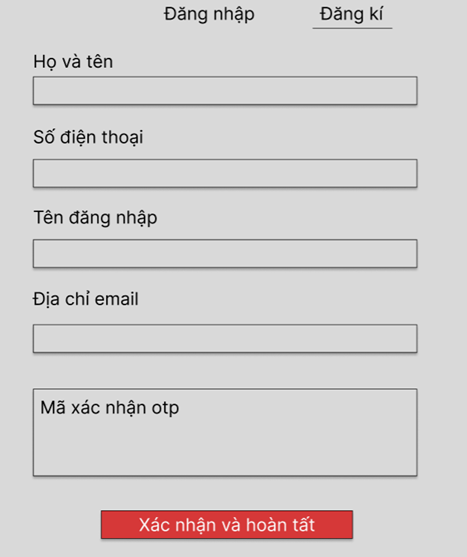 Đăng nhập Đăng kí
Họ và tên
Số điện thoại
Tên đăng nhập
Địa chỉ email
Mã xác nhận otp
Xác nhận và hoàn tất